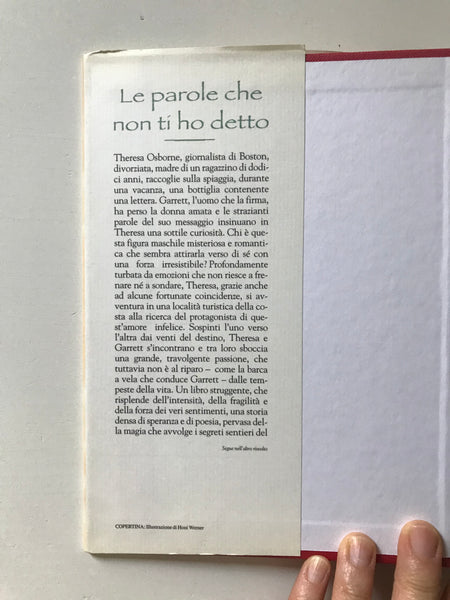 Le parole che
non ti ho detto
Theresa Osborne, giornalista di Boston,
divorziata, madre di un ragazzino di dodi-
ci anni, raccoglie sulla spiaggia, durante
una vacanza, una bottiglia contenente
una lettera. Garrett, l'uomo che la firma,
ha perso la donna amata e le strazianti
parole del suo messaggio insinuano in
Theresa una sottile curiosità. Chi è que-
sta figura maschile misteriosa e romanti-
ca che sembra attirarla verso di sé con
una forza irresistibile? Profondamente
turbata da emozioni che non riesce a fre-
nare né a sondare, Theresa, grazie anche
ad alcune fortunate coincidenze, si av-
ventura in una località turistica della co-
sta alla ricerca del protagonista di que-
st'amore infelice. Sospinti l'uno verso
l'altra dai venti del destino, Theresa e
Garrett s'incontrano e tra loro sboccia
una grande, travolgente passione, che
tuttavia non è al riparo – come la barca
a vela che conduce Garrett – dalle tem-
peste della vita. Un libro struggente, che
risplende dell'intensità, della fragilità e
della forza dei veri sentimenti, una storia
densa di speranza e di poesia, pervasa del-
la magia che avvolge i segreti sentieri del
Segue nell'altro risvolto
COPERTINA: Illustrazione di Honi Werner